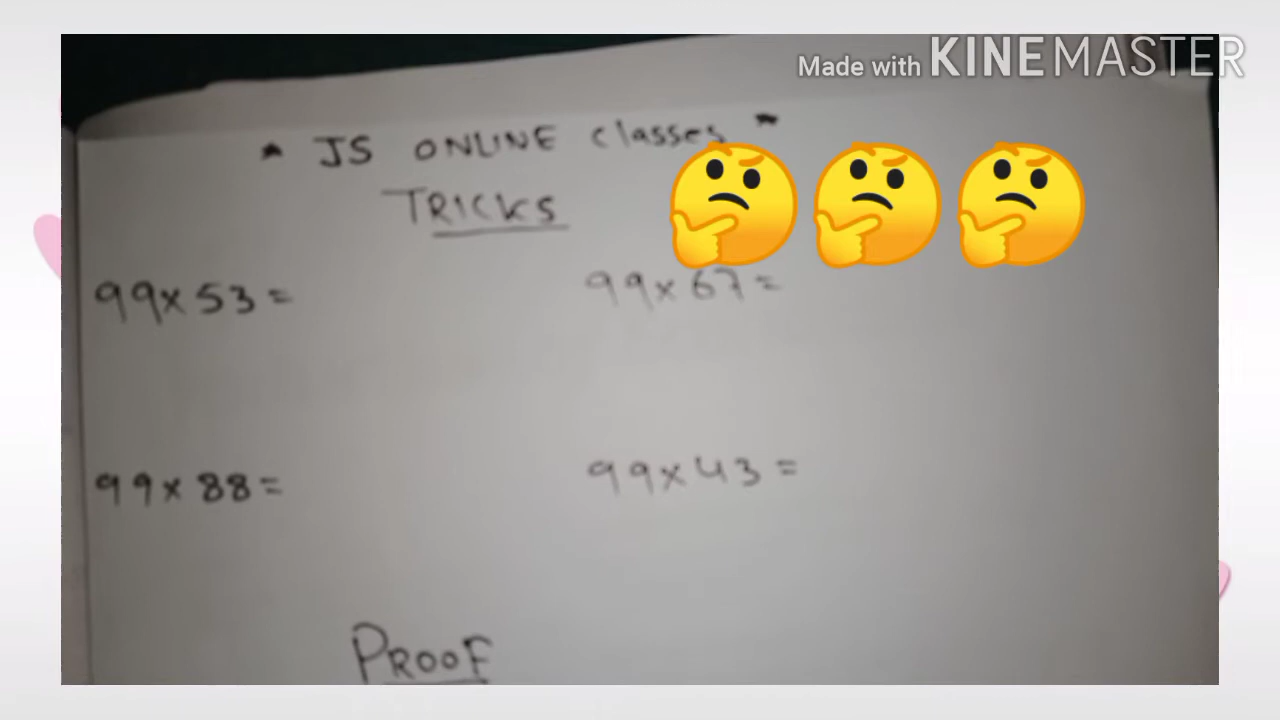 Made with KINEMASTER
* JS ONLINE Classes *
TRICKS
99x53=
99x67=
99x88=
99x43=
PROOF